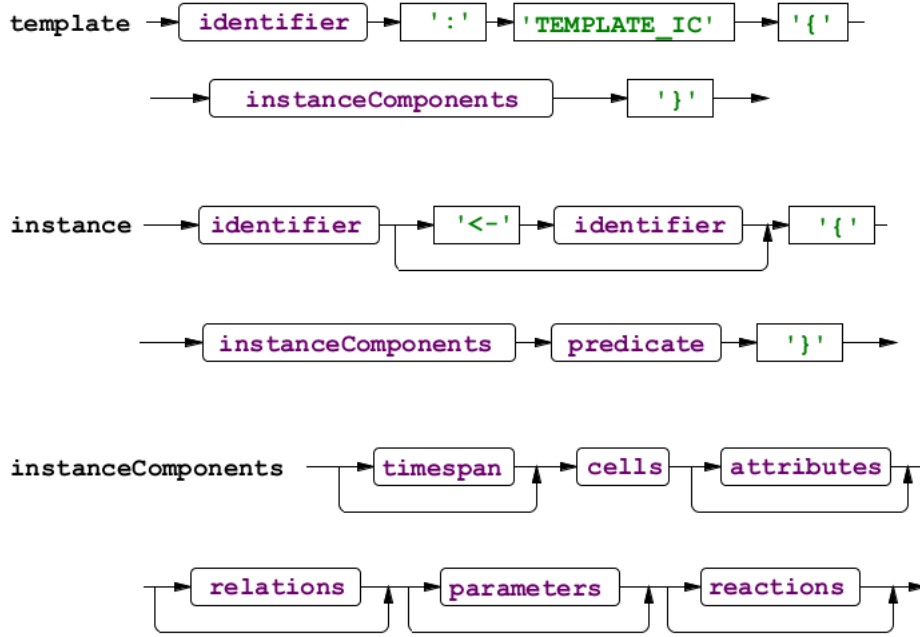 template identifier ':' 'TEMPLATE_IC' '{'
instanceComponents '}'
instance identifier '<-' identifier '{'
instanceComponents predicate '}'
instanceComponents timespan cells attributes
relations parameters reactions